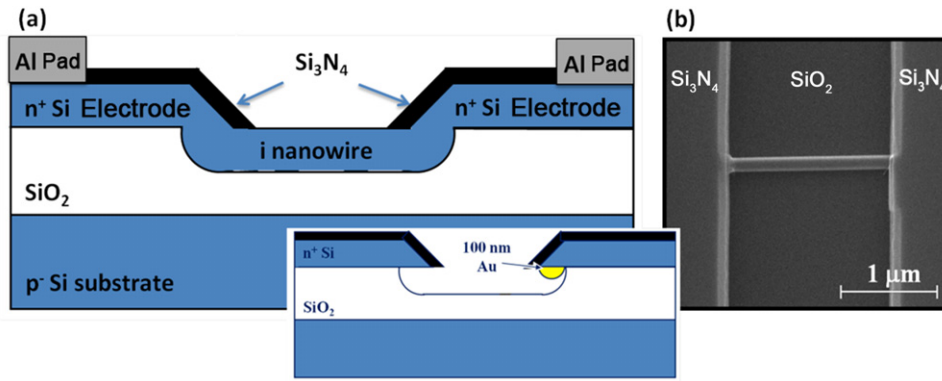 (a)
Al Pad
Si₃N₄
Al Pad
n⁺ Si Electrode
n⁺ Si Electrode
i nanowire
SiO₂
p⁻ Si substrate
n⁺ Si
100 nm
Au
SiO₂
(b)
Si₃N₄
SiO₂
Si₃N₄
1 μm